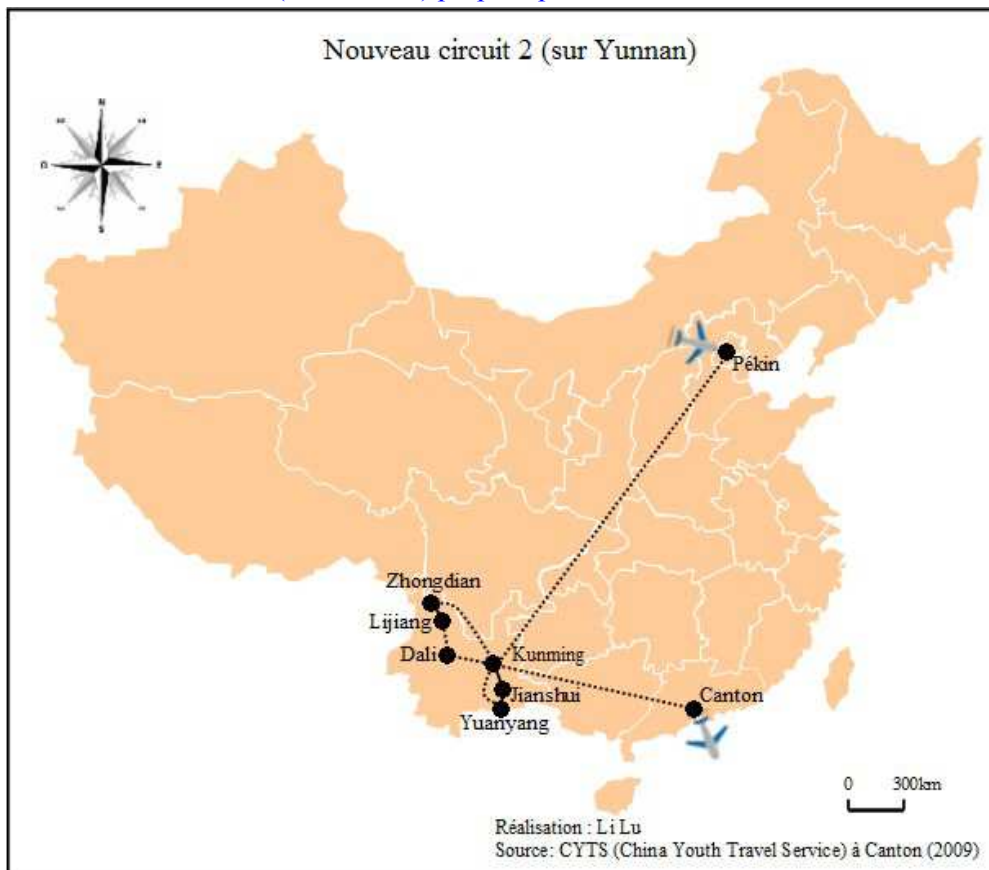 Nouveau circuit 2 (sur Yunnan)
N
O
E
S
Pékin
Zhongdian
Lijiang
Dali
Kunming
Jianshui
Canton
Yuanyang
0 300km
Réalisation : Li Lu
Source: CYTS (China Youth Travel Service) à Canton (2009)